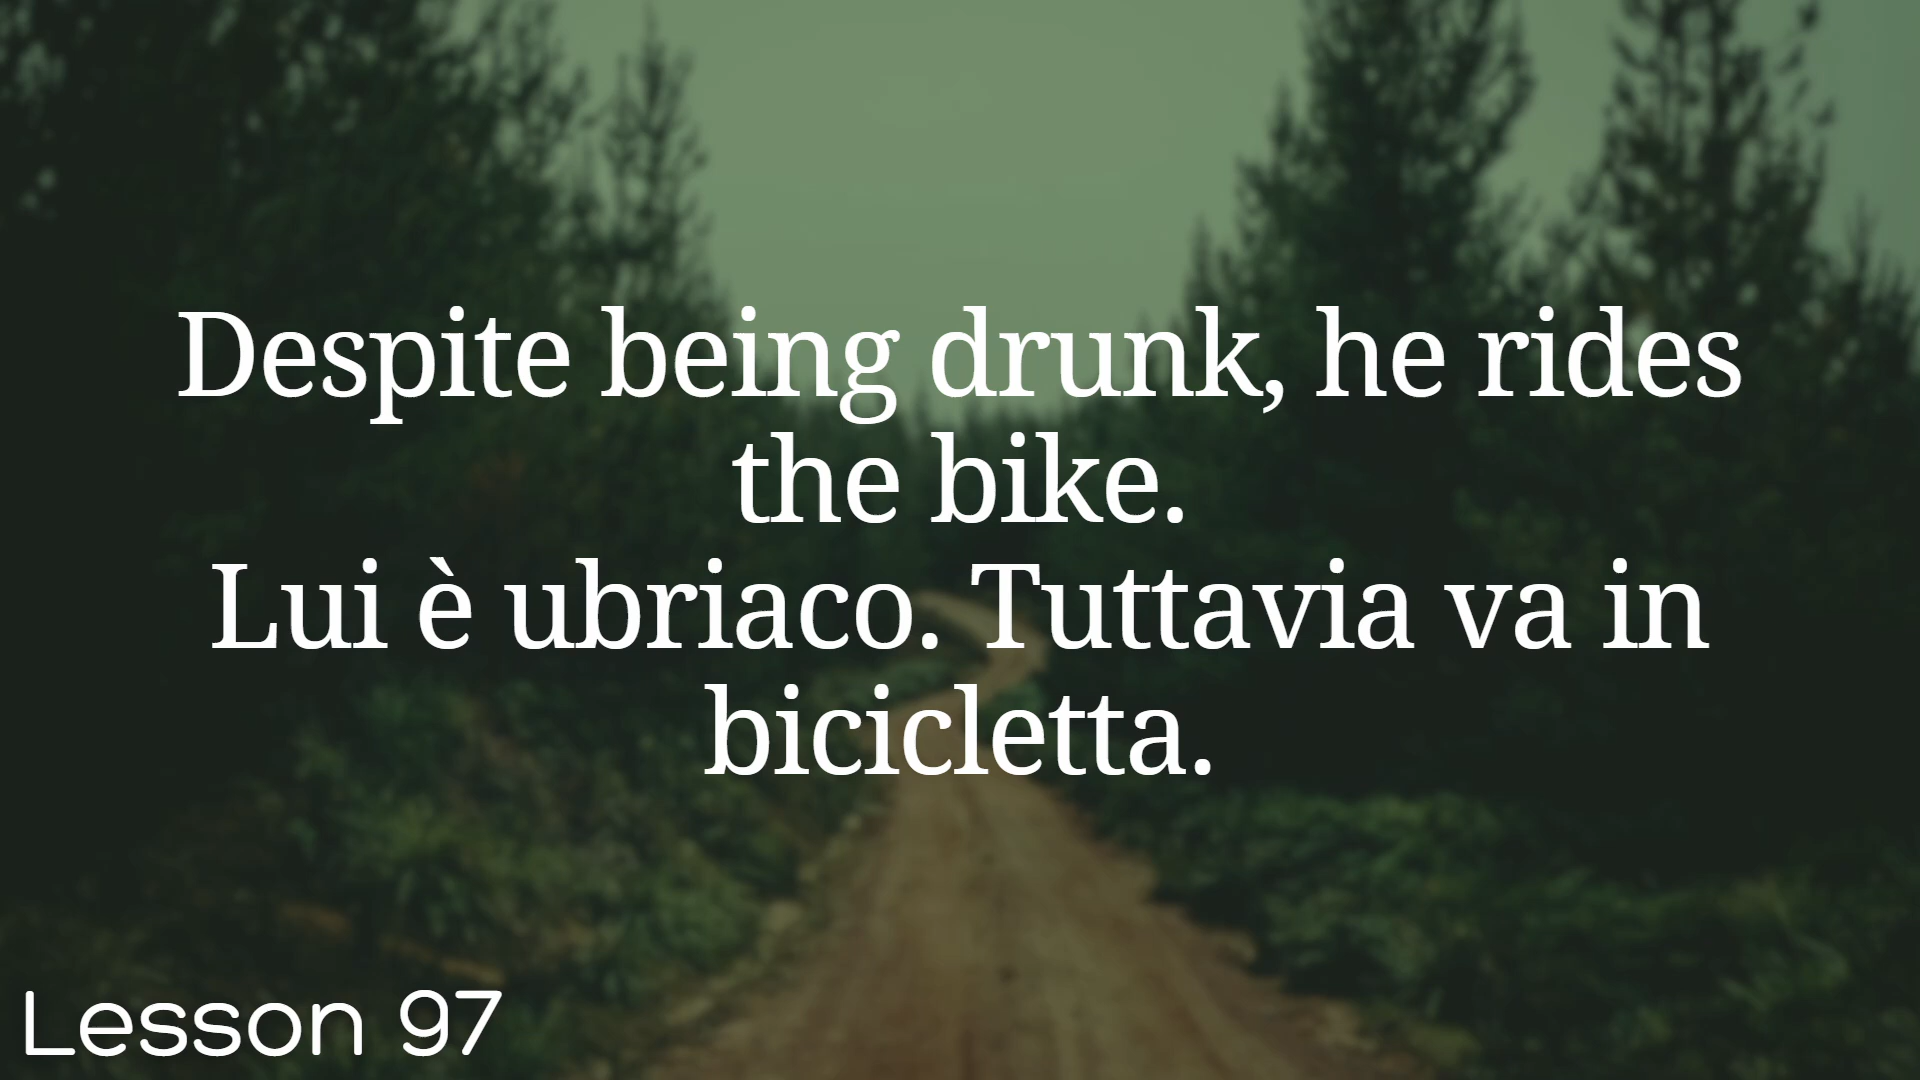 Despite being drunk, he rides
the bike.
Lui è ubriaco. Tuttavia va in
bicicletta.
Lesson 97